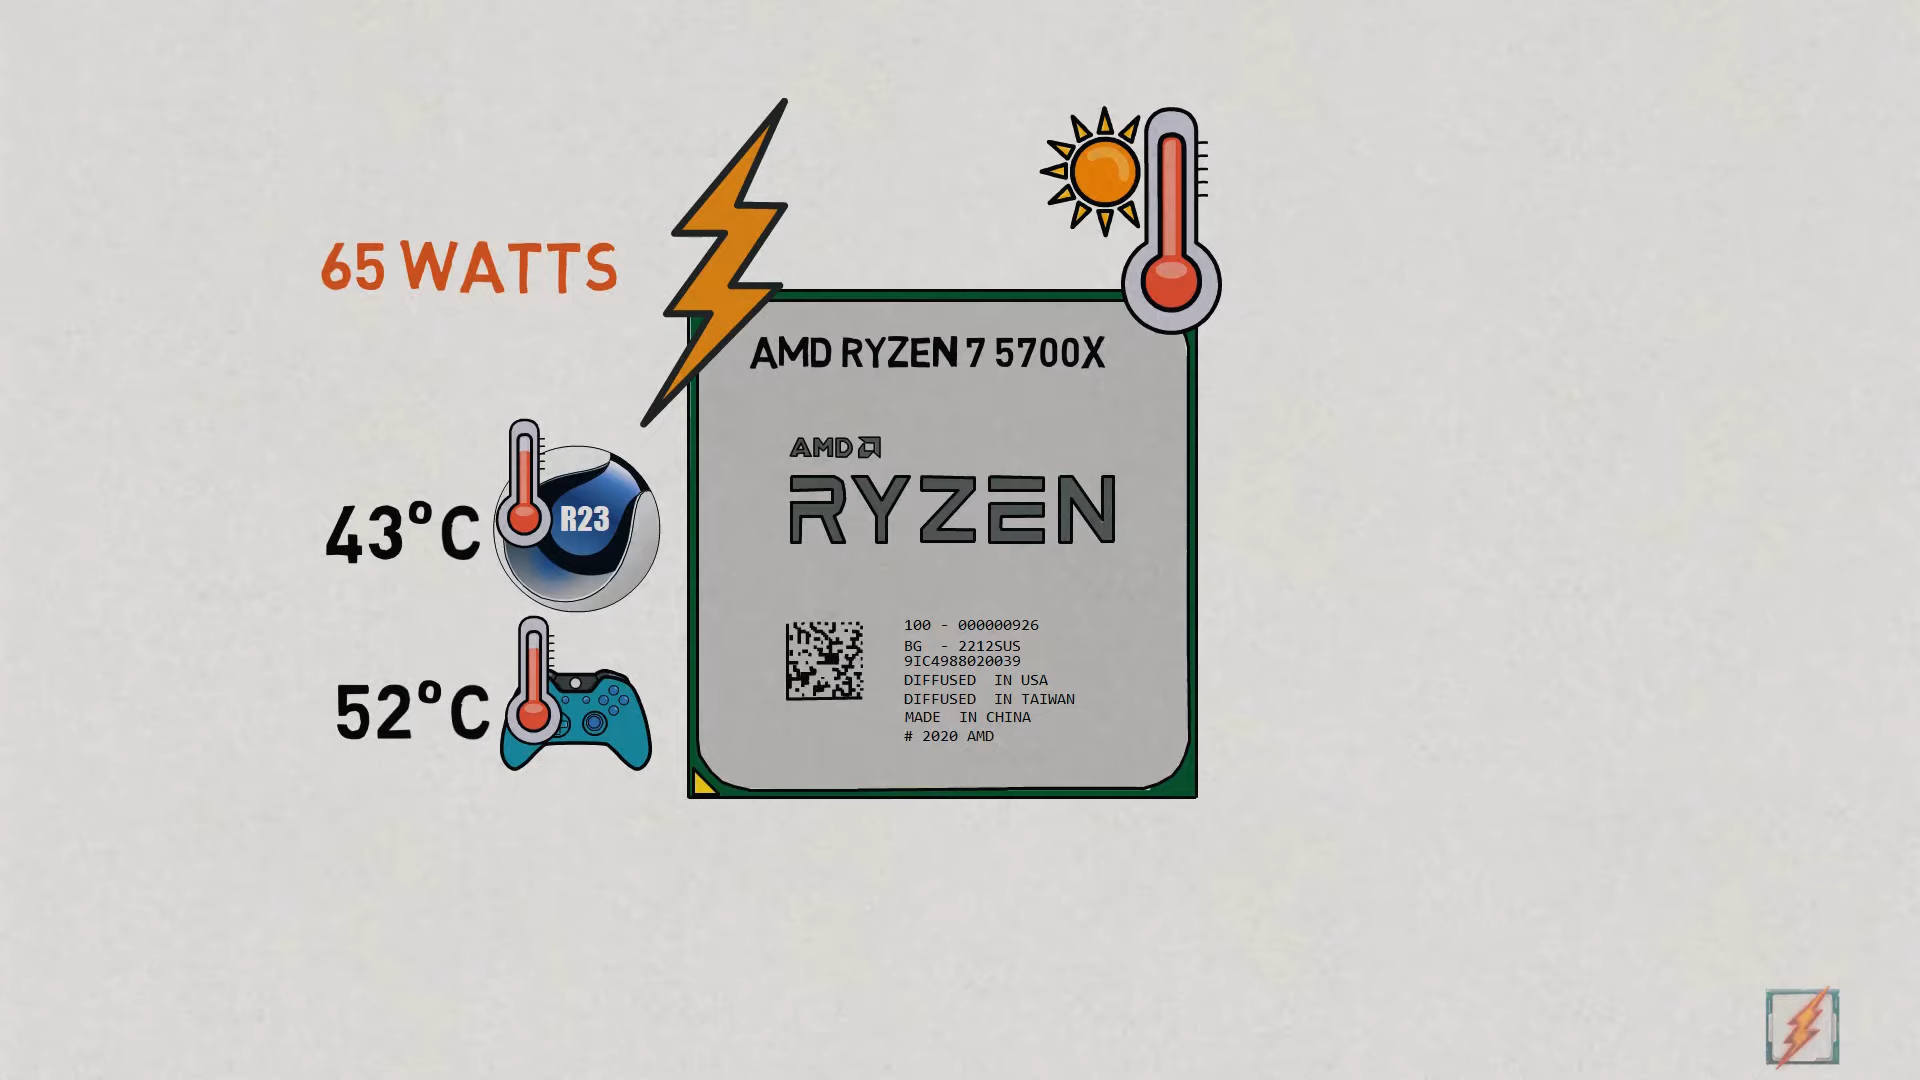 65 WATTS
AMD RYZEN 7 5700X
AMD
RYZEN
43°C
R23
52°C
100 - 000000926
BG - 2212SUS
9IC4988020039
DIFFUSED IN USA
DIFFUSED IN TAIWAN
MADE IN CHINA
# 2020 AMD